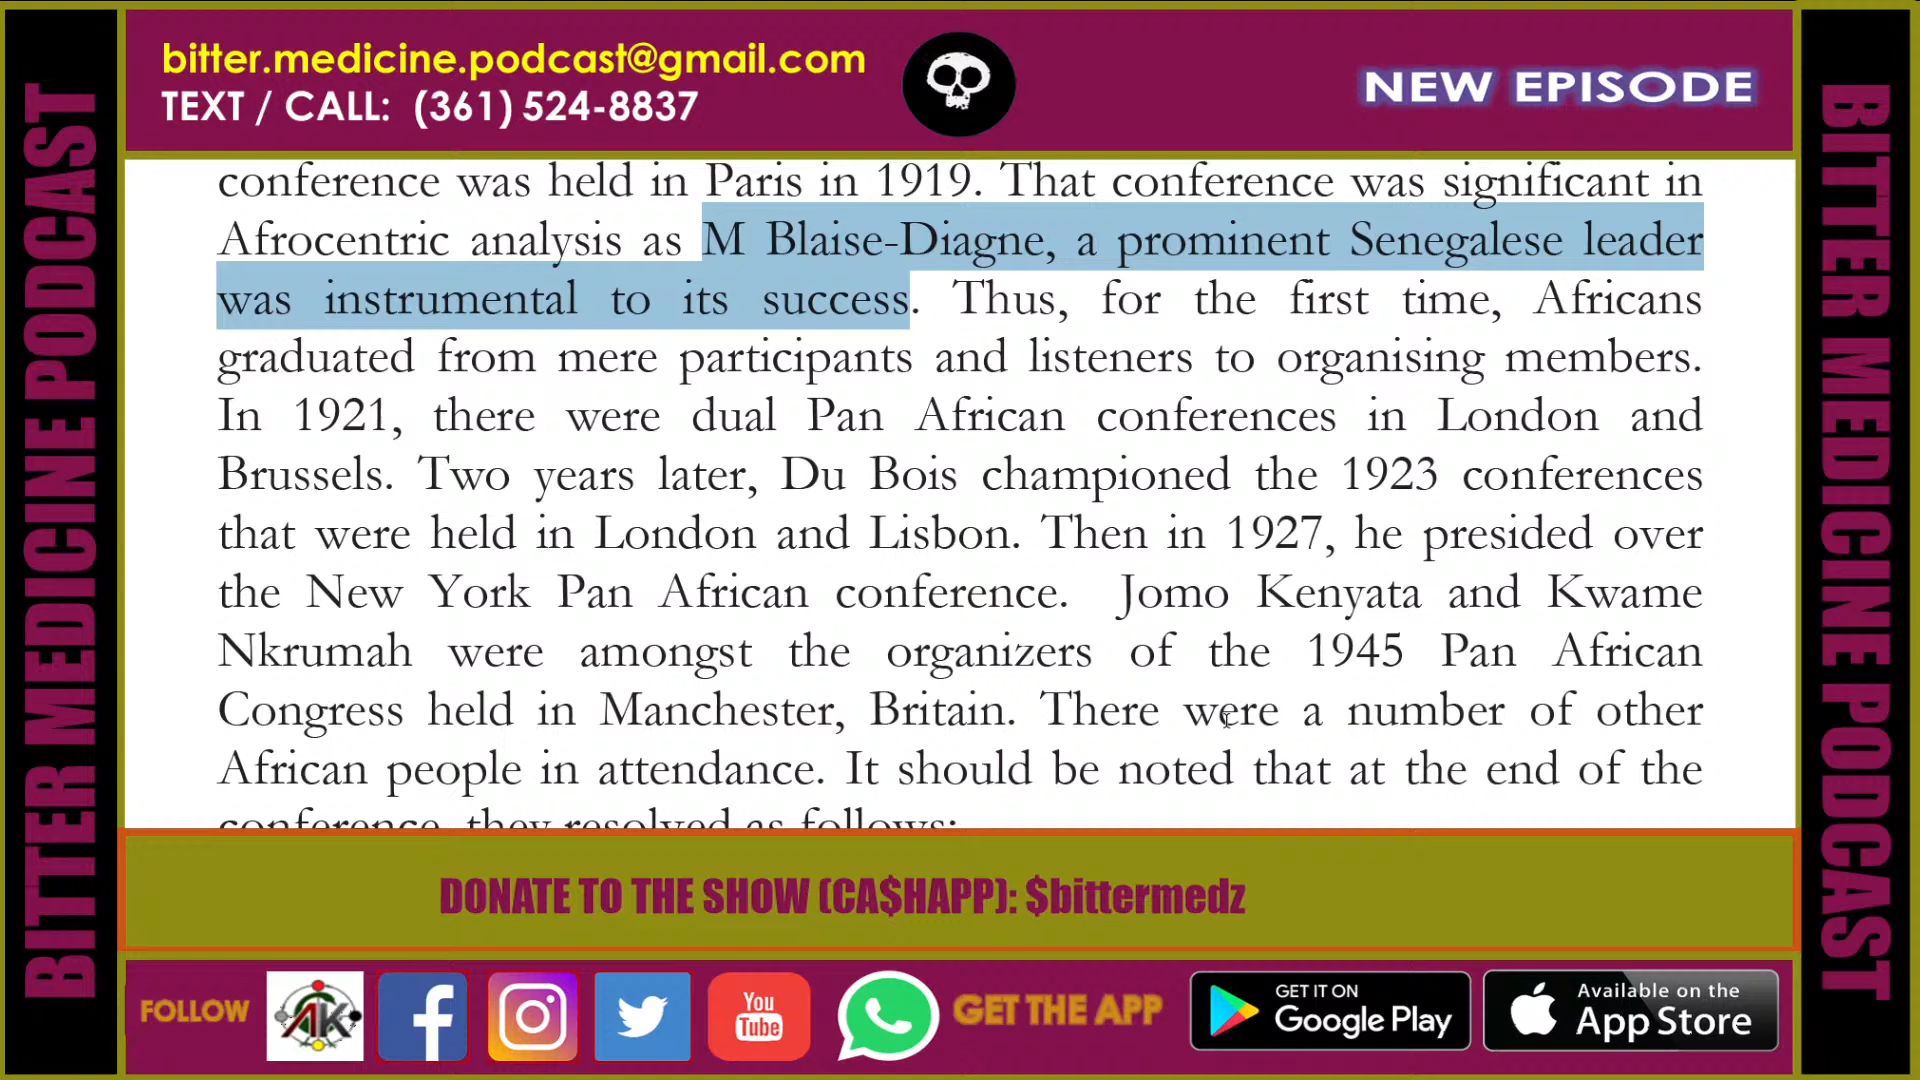 bitter.medicine.podcast@gmail.com
TEXT / CALL: (361) 524-8837
NEW EPISODE
BITTER MEDICINE PODCAST
conference was held in Paris in 1919. That conference was significant in
Afrocentric analysis as M Blaise-Diagne, a prominent Senegalese leader
was instrumental to its success. Thus, for the first time, Africans
graduated from mere participants and listeners to organising members.
In 1921, there were dual Pan African conferences in London and
Brussels. Two years later, Du Bois championed the 1923 conferences
that were held in London and Lisbon. Then in 1927, he presided over
the New York Pan African conference. Jomo Kenyata and Kwame
Nkrumah were amongst the organizers of the 1945 Pan African
Congress held in Manchester, Britain. There were a number of other
African people in attendance. It should be noted that at the end of the
conference, they resolved as follows:
BITTER MEDICINE PODCAST
DONATE TO THE SHOW (CA$HAPP): $bittermedz
FOLLOW
AK
You
Tube
GET THE APP
GET IT ON
Google Play
Available on the
App Store